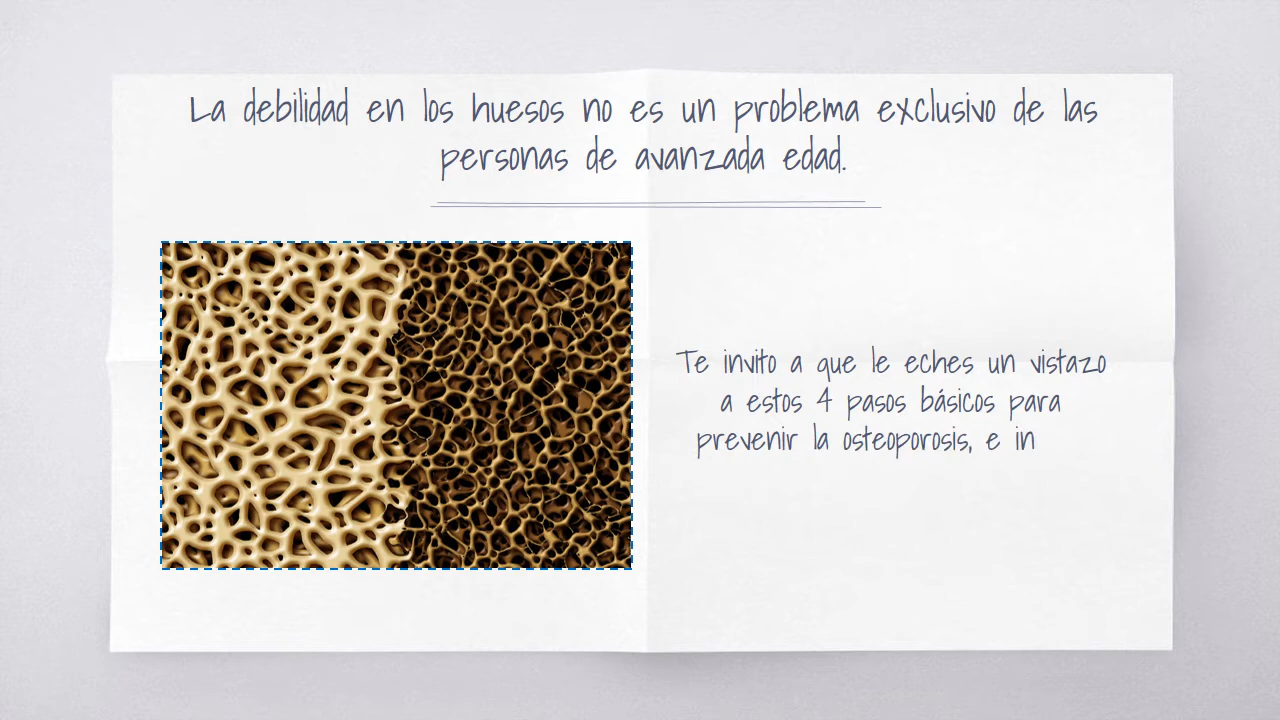 La debilidad en los huesos no es un problema exclusivo de las
personas de avanzada edad.
Te invito a que le eches un vistazo
a estos 4 pasos básicos para
prevenir la osteoporosis, e in